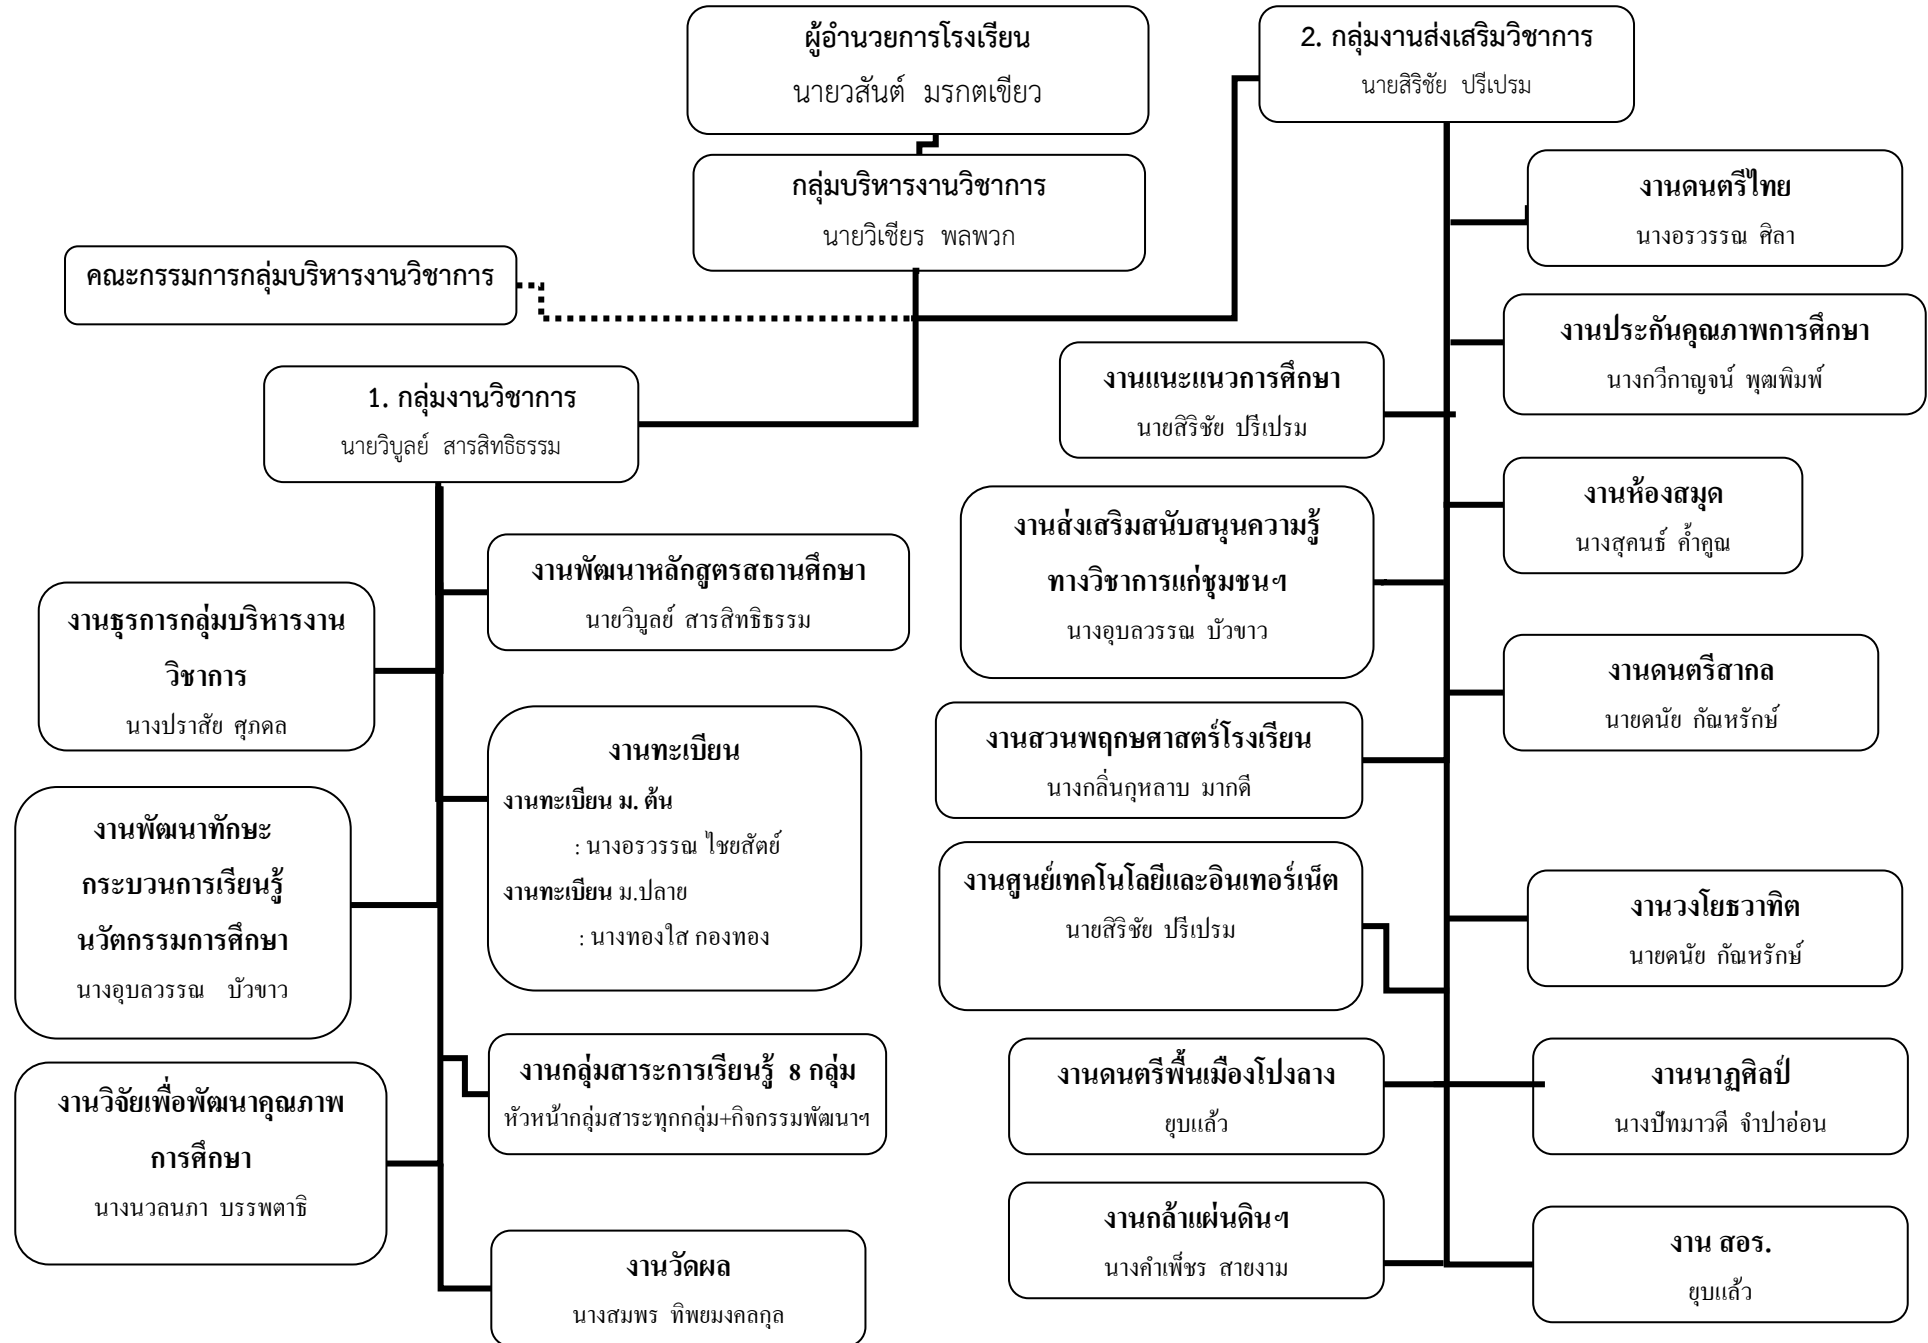 ผู้อำนวยการโรงเรียน
นายวสันต์ มรกตเขียว
กลุ่มบริหารงานวิชาการ
นายวิเชียร พลพวก
คณะกรรมการกลุ่มบริหารงานวิชาการ
1. กลุ่มงานวิชาการ
นายวิบูลย์ สารสิทธิธรรม
งานพัฒนาหลักสูตรสถานศึกษา
นายวิบูลย์ สารสิทธิธรรม
งานธุรการกลุ่มบริหารงาน
วิชาการ
นางปราสัย ศุภดล
งานทะเบียน
งานทะเบียน ม. ต้น
: นางอรวรรณ ไชยสัตย์
งานทะเบียน ม.ปลาย
: นางทองใส กองทอง
งานพัฒนาทักษะ
กระบวนการเรียนรู้
นวัตกรรมการศึกษา
นางอุบลวรรณ บัวขาว
งานกลุ่มสาระการเรียนรู้ 8 กลุ่ม
หัวหน้ากลุ่มสาระทุกกลุ่ม+กิจกรรมพัฒนาฯ
งานวิจัยเพื่อพัฒนาคุณภาพ
การศึกษา
นางนวลนภา บรรพตาธิ
งานวัดผล
นางสมพร ทิพยมงคลกุล
2. กลุ่มงานส่งเสริมวิชาการ
นายสิริชัย ปรีเปรม
งานดนตรีไทย
นางอรวรรณ ศิลา
งานประกันคุณภาพการศึกษา
นางกวีกาญจน์ พุฒพิมพ์
งานแนะแนวการศึกษา
นายสิริชัย ปรีเปรม
งานห้องสมุด
นางสุคนธ์ ค้ำคูณ
งานส่งเสริมสนับสนุนความรู้
ทางวิชาการแก่ชุมชนฯ
นางอุบลวรรณ บัวขาว
งานดนตรีสากล
นายดนัย กัณหรักษ์
งานสวนพฤกษศาสตร์โรงเรียน
นางกลิ่นกุหลาบ มากดี
งานศูนย์เทคโนโลยีและอินเทอร์เน็ต
นายสิริชัย ปรีเปรม
งานวงโยธวาทิต
นายดนัย กัณหรักษ์
งานดนตรีพื้นเมืองโปงลาง
ยุบแล้ว
งานนาฏศิลป์
นางปัทมาวดี จำปาอ่อน
งานกล้าแผ่นดินฯ
นางคำเพ็ชร สายงาม
งาน สอร.
ยุบแล้ว